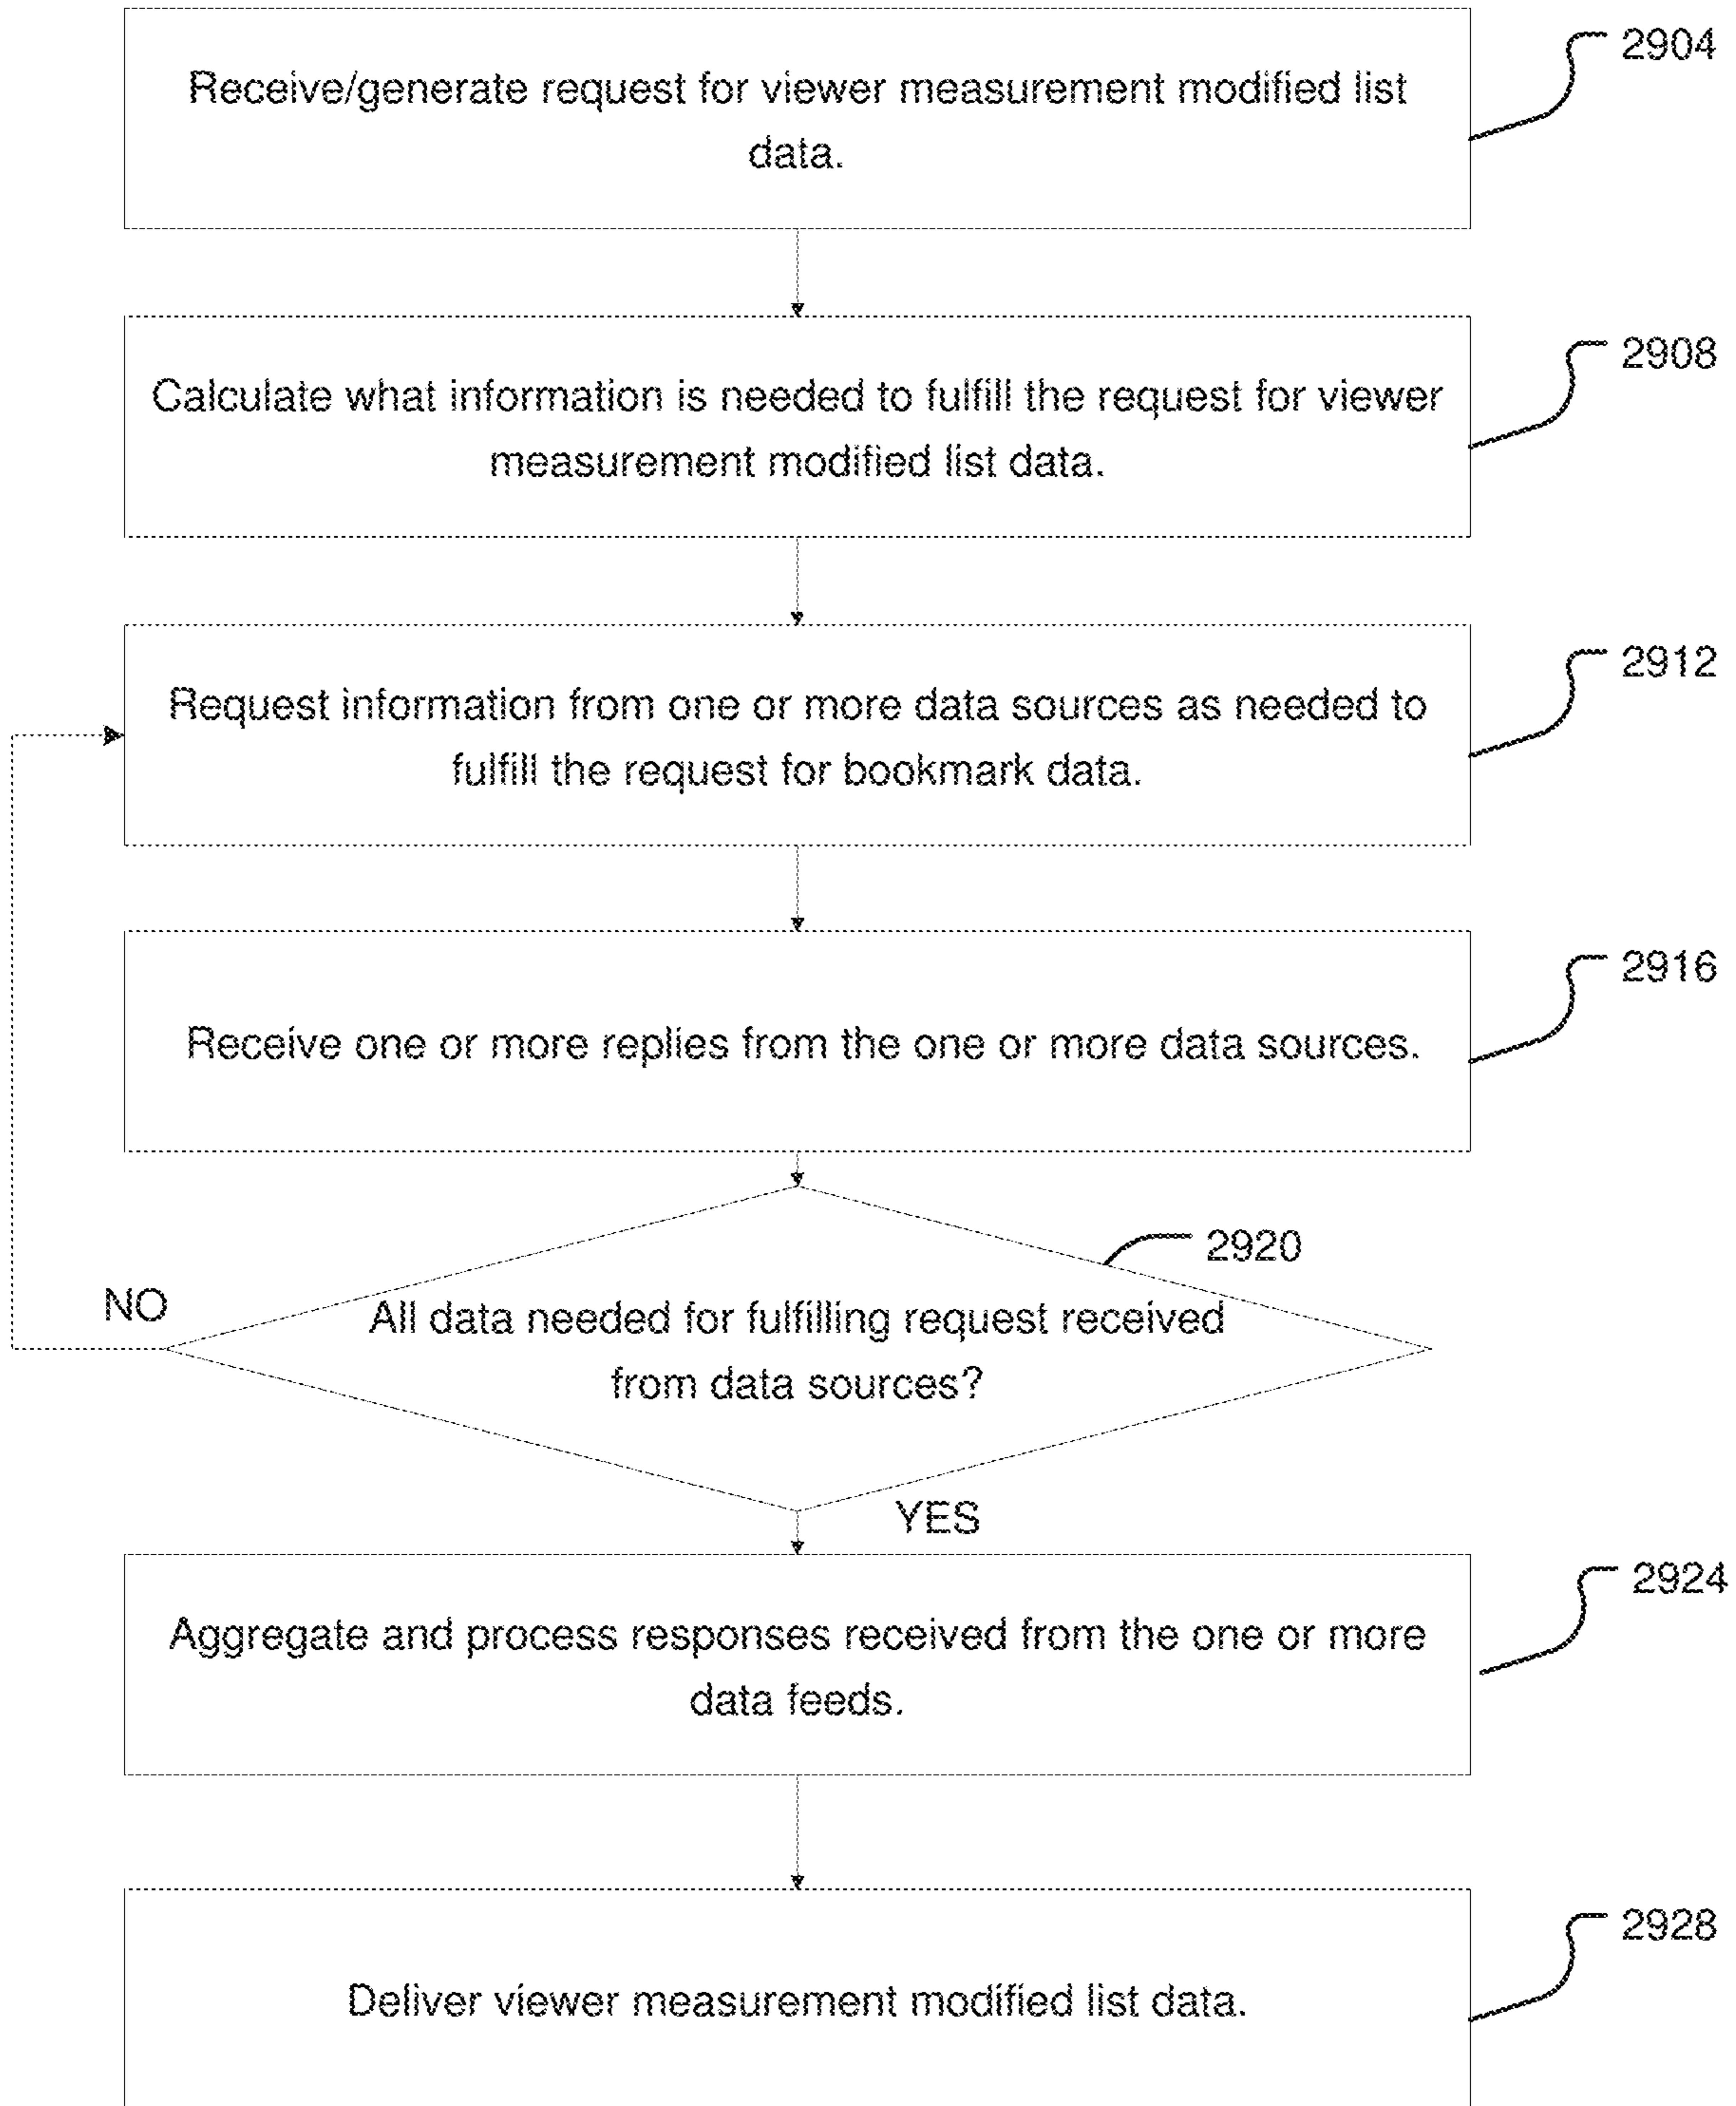 Receive/generate request for viewer measurement modified list
data.
2904
Calculate what information is needed to fulfill the request for viewer
measurement modified list data.
2908
Request information from one or more data sources as needed to
fulfill the request for bookmark data.
2912
Receive one or more replies from the one or more data sources.
2916
2920
All data needed for fulfilling request received
from data sources?
NO
YES
Aggregate and process responses received from the one or more
data feeds.
2924
Deliver viewer measurement modified list data.
2928